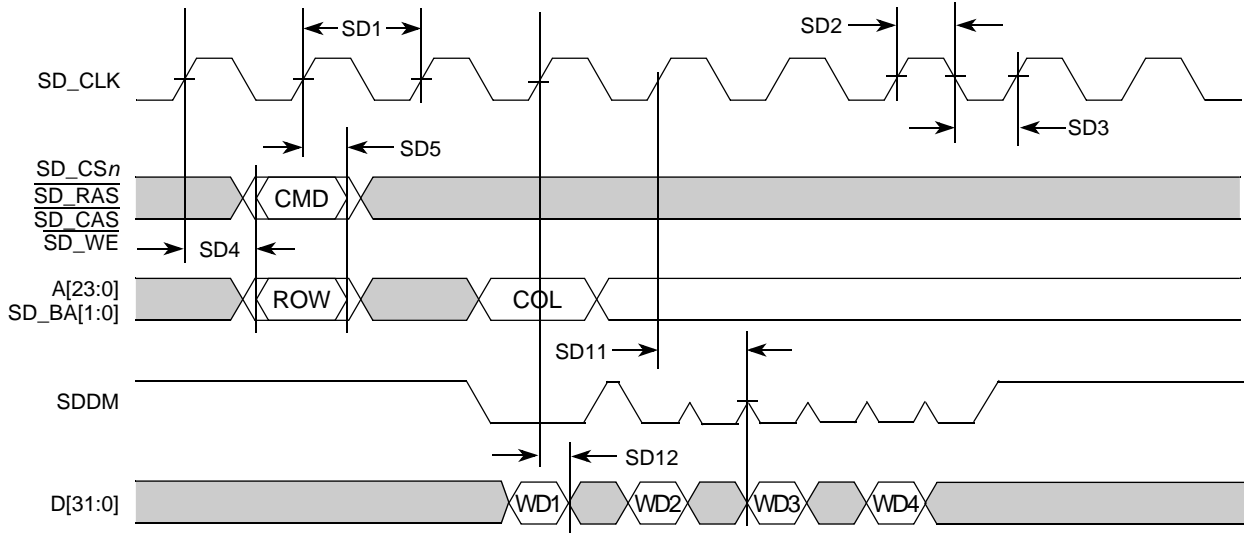 SD1
SD2
SD_CLK
SD3
SD5
SD_CSn
SD_RAS
SD_CAS
SD_WE
CMD
SD4
A[23:0]
SD_BA[1:0]
ROW
COL
SD11
SDDM
SD12
D[31:0]
WD1
WD2
WD3
WD4